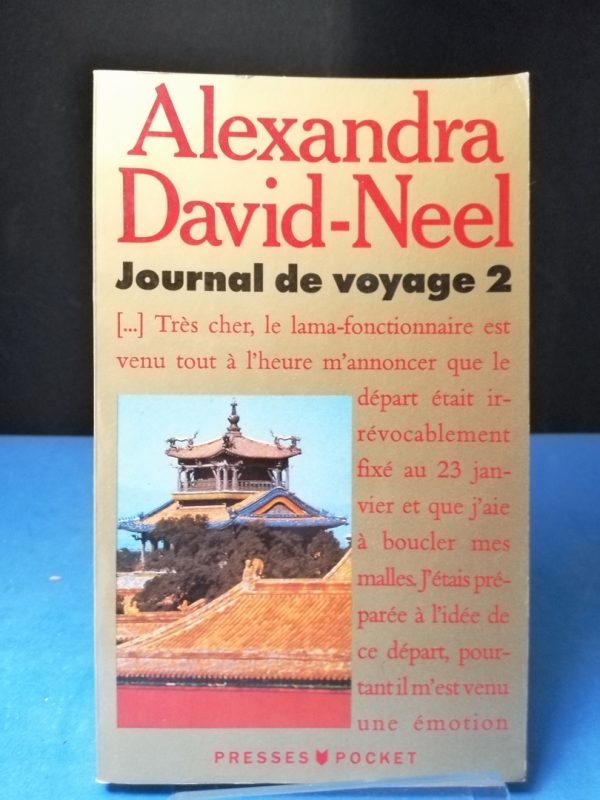 Alexandra
David-Neel
Journal de voyage 2
[...] Très cher, le lama-fonctionnaire est
venu tout à l'heure m'annoncer que le
départ était ir-
révocablement
fixé au 23 jan-
vier et que j'aie
à boucler mes
malles. J'étais pré-
parée à l'idée de
ce départ, pour-
tant il m'est venu
une émotion
PRESSES POCKET